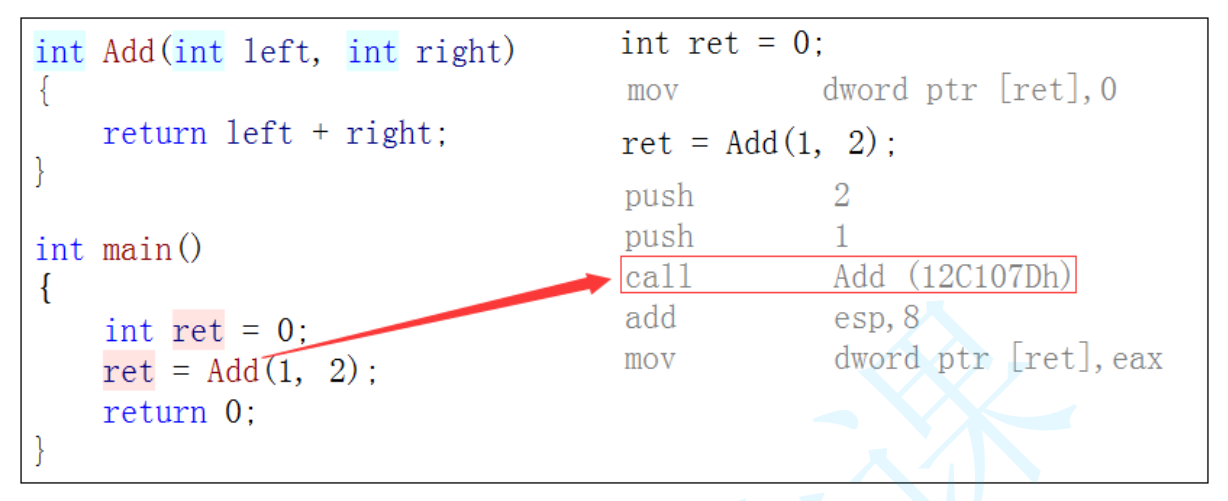 int Add(int left, int right)
{
    return left + right;
}
int main()
{
    int ret = 0;
    ret = Add(1, 2);
    return 0;
}
int ret = 0;
mov dword ptr [ret],0
ret = Add(1, 2);
push 2
push 1
call Add (12C107Dh)
add esp,8
mov dword ptr [ret],eax
课